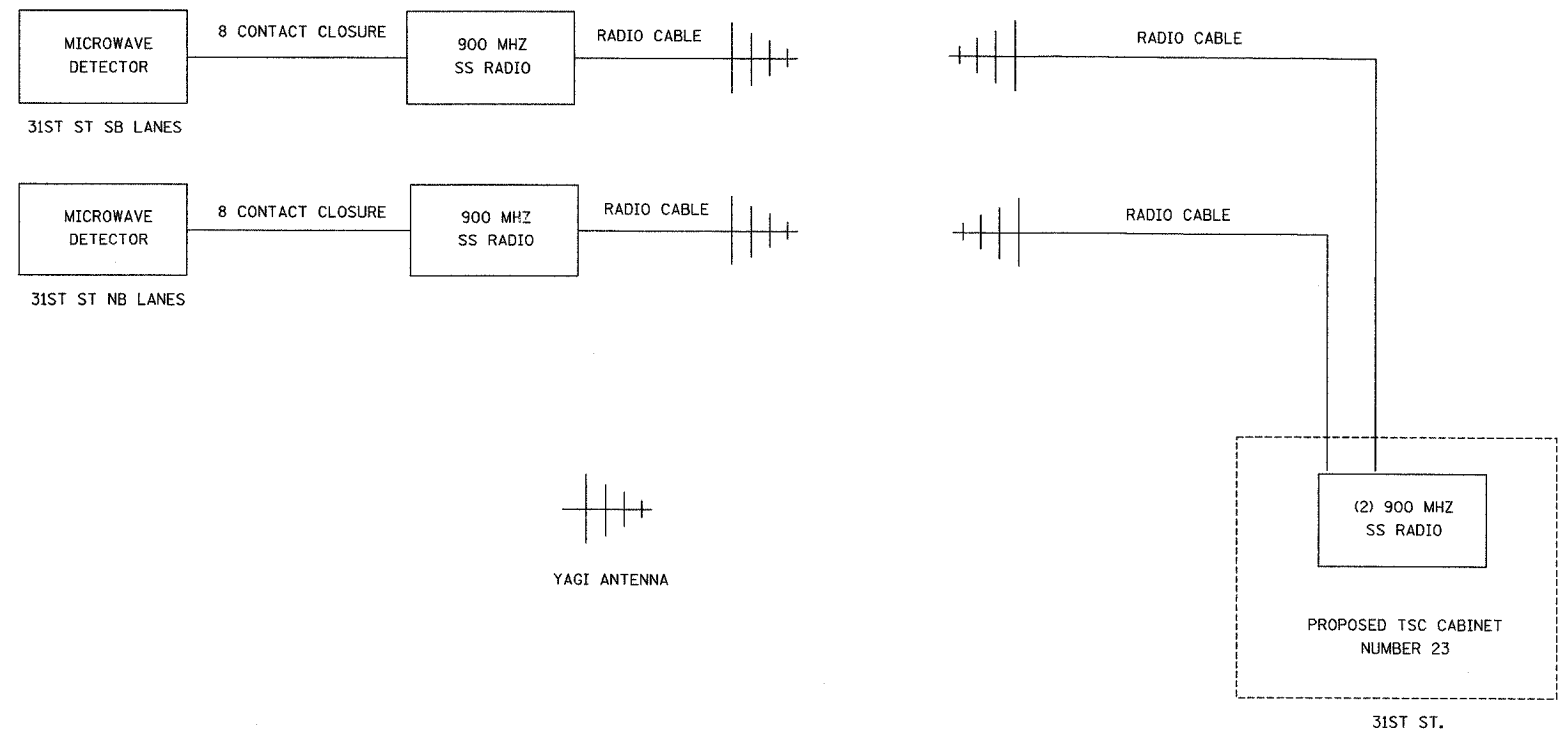 MICROWAVE
DETECTOR
8 CONTACT CLOSURE
900 MHZ
SS RADIO
RADIO CABLE
RADIO CABLE
31ST ST SB LANES
MICROWAVE
DETECTOR
8 CONTACT CLOSURE
900 MHZ
SS RADIO
RADIO CABLE
RADIO CABLE
31ST ST NB LANES
YAGI ANTENNA
(2) 900 MHZ
SS RADIO
PROPOSED TSC CABINET
NUMBER 23
31ST ST.